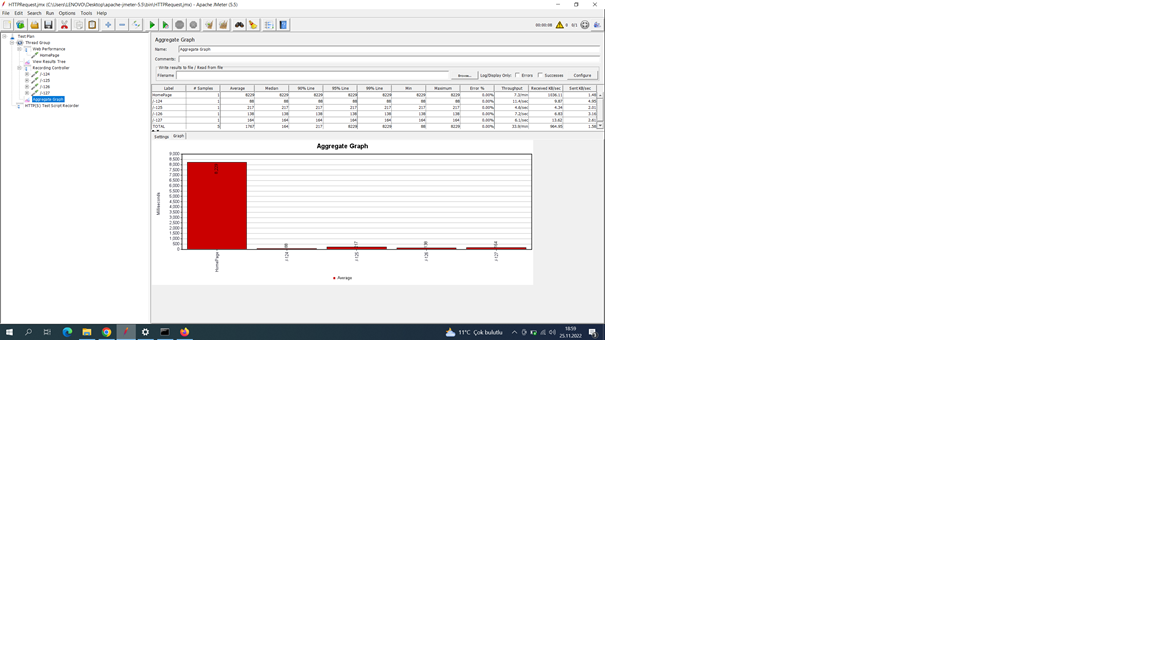 HTTPRequest.jmx (C:\Users\LENOVO\Desktop\apache-jmeter-5.5\bin\HTTPRequest.jmx) - Apache JMeter (5.5)
File Edit Search Run Options Tools Help
00:00:08 0 0/1
Test Plan
Thread Group
Web Performance
HomePage
View Results Tree
Recording Controller
/-124
/-125
/-126
/-127
Aggregate Graph
HTTP(S) Test Script Recorder
Aggregate Graph
Name: Aggregate Graph
Comments:
Write results to file / Read from file
Filename Browse... Log/Display Only: Errors Successes Configure
Label # Samples Average Median 90% Line 95% Line 99% Line Min Maximum Error % Throughput Received KB/sec Sent KB/sec
HomePage 1 8229 8229 8229 8229 8229 8229 8229 0.00% 7.3/min 1036.11 1.48
/-124 1 88 88 88 88 88 88 88 0.00% 11.4/sec 9.87 4.95
/-125 1 217 217 217 217 217 217 217 0.00% 4.6/sec 4.34 2.01
/-126 1 138 138 138 138 138 138 138 0.00% 7.2/sec 6.83 3.16
/-127 1 164 164 164 164 164 164 164 0.00% 6.1/sec 13.62 2.81
TOTAL 5 1767 164 217 8229 8229 88 8229 0.00% 33.8/min 964.95 1.58
Settings Graph
Aggregate Graph
Milliseconds
9,000
8,500
8,000
7,500
7,000
6,500
6,000
5,500
5,000
4,500
4,000
3,500
3,000
2,500
2,000
1,500
1,000
500
0
88
217
138
164
HomePage
/-124
/-125
/-126
/-127
Average
11°C Çok bulutlu
18:59
25.11.2022